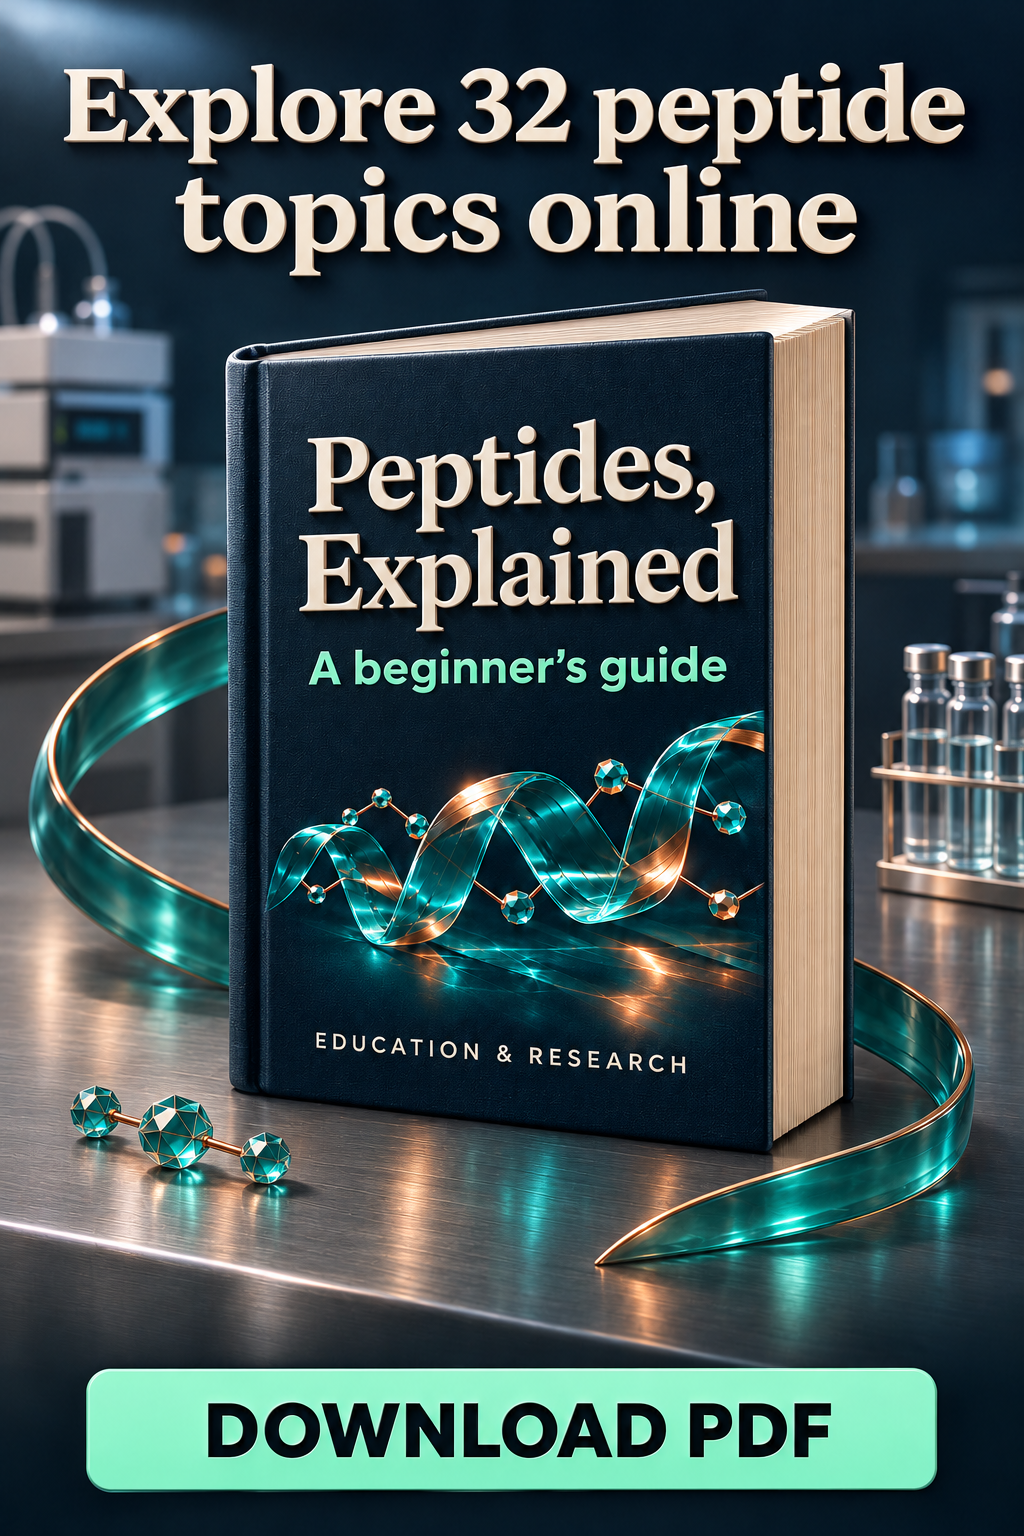 Explore 32 peptide
topics online
Peptides,
Explained
A beginner's guide
EDUCATION & RESEARCH
DOWNLOAD PDF